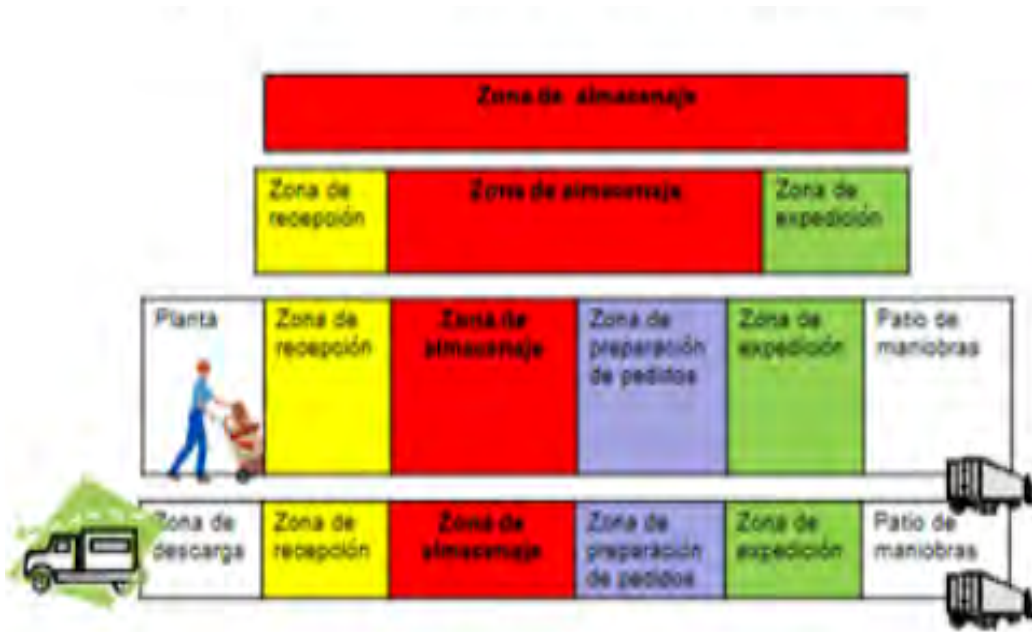 Zona de almacenaje
Zona de
recepción
Zona de almacenaje
Zona de
expedición
Planta
Zona de
recepción
Zona de
almacenaje
Zona de
preparación
de pedidos
Zona de
expedición
Patio de
maniobras
Zona de
descarga
Zona de
recepción
Zona de
almacenaje
Zona de
preparación
de pedidos
Zona de
expedición
Patio de
maniobras